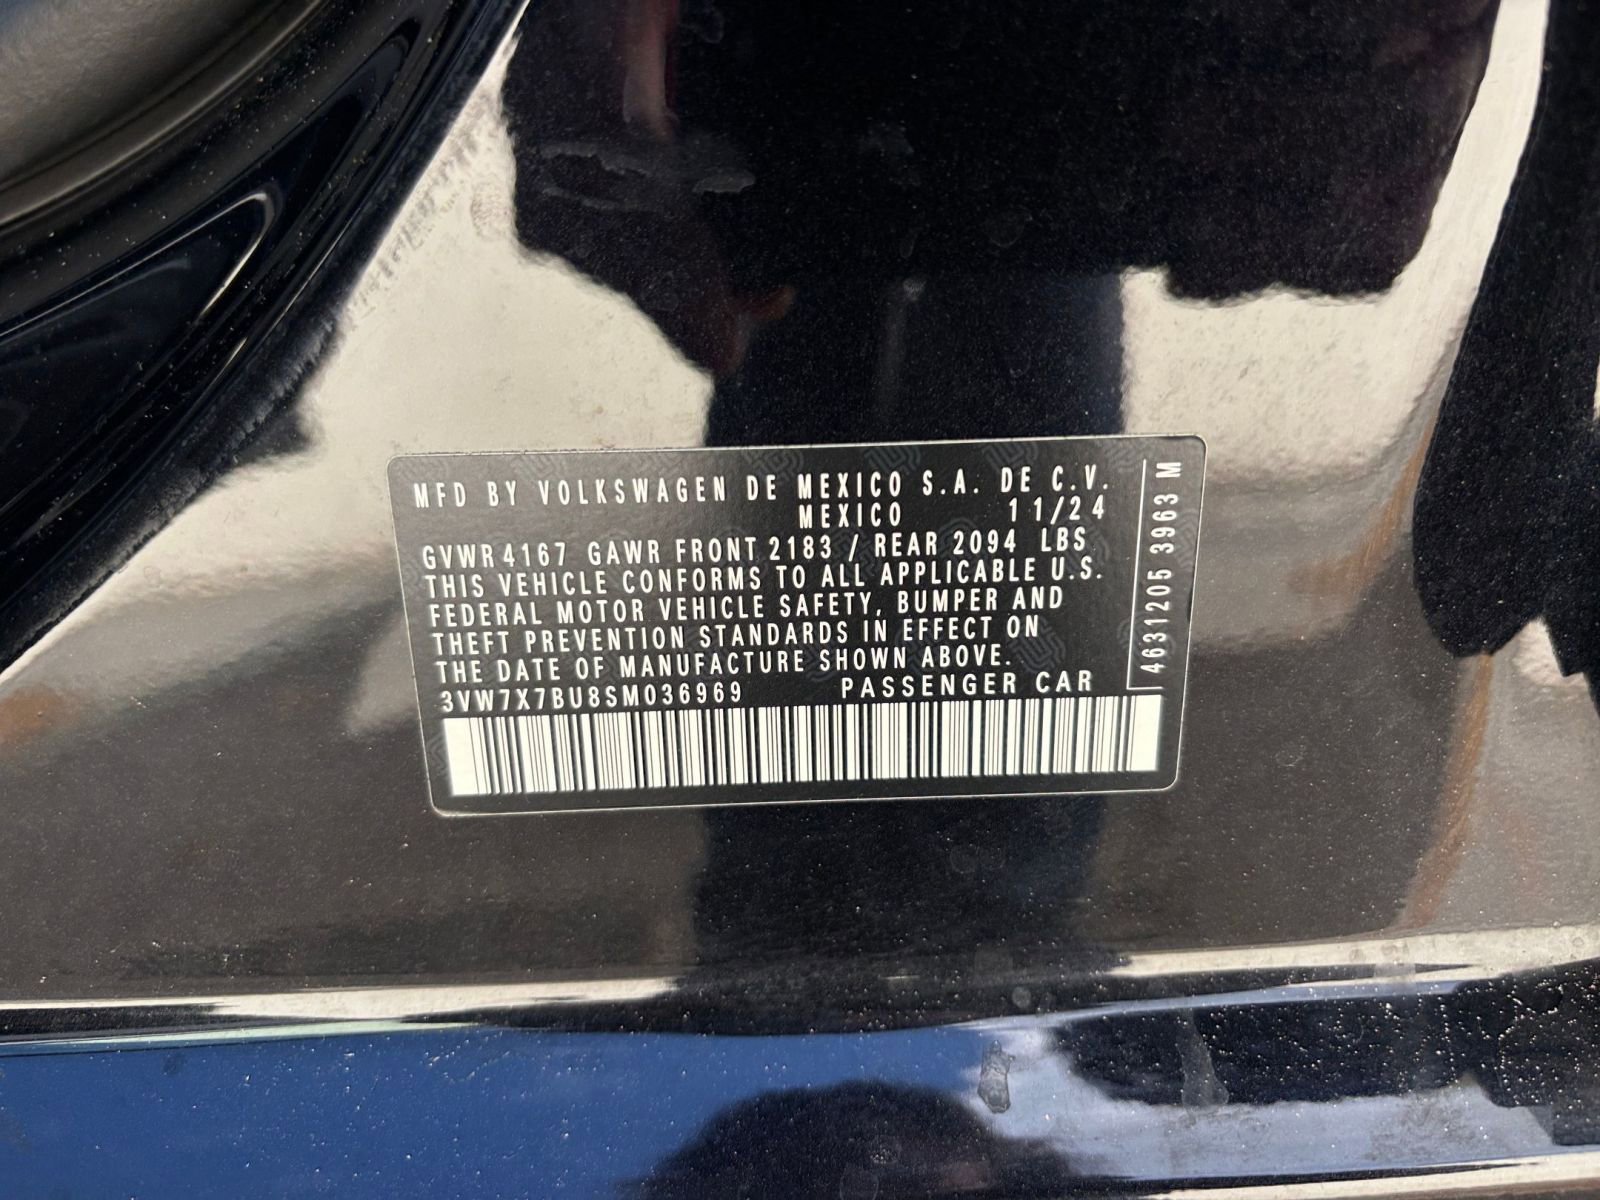 MFD BY VOLKSWAGEN DE MEXICO S.A. DE C.V.
MEXICO 11/24
GVWR 4167 GAWR FRONT 2183 / REAR 2094 LBS
THIS VEHICLE CONFORMS TO ALL APPLICABLE U.S.
FEDERAL MOTOR VEHICLE SAFETY, BUMPER AND
THEFT PREVENTION STANDARDS IN EFFECT ON
THE DATE OF MANUFACTURE SHOWN ABOVE.
3VW7X7BU8SM036969 PASSENGER CAR
4631205 3963 M